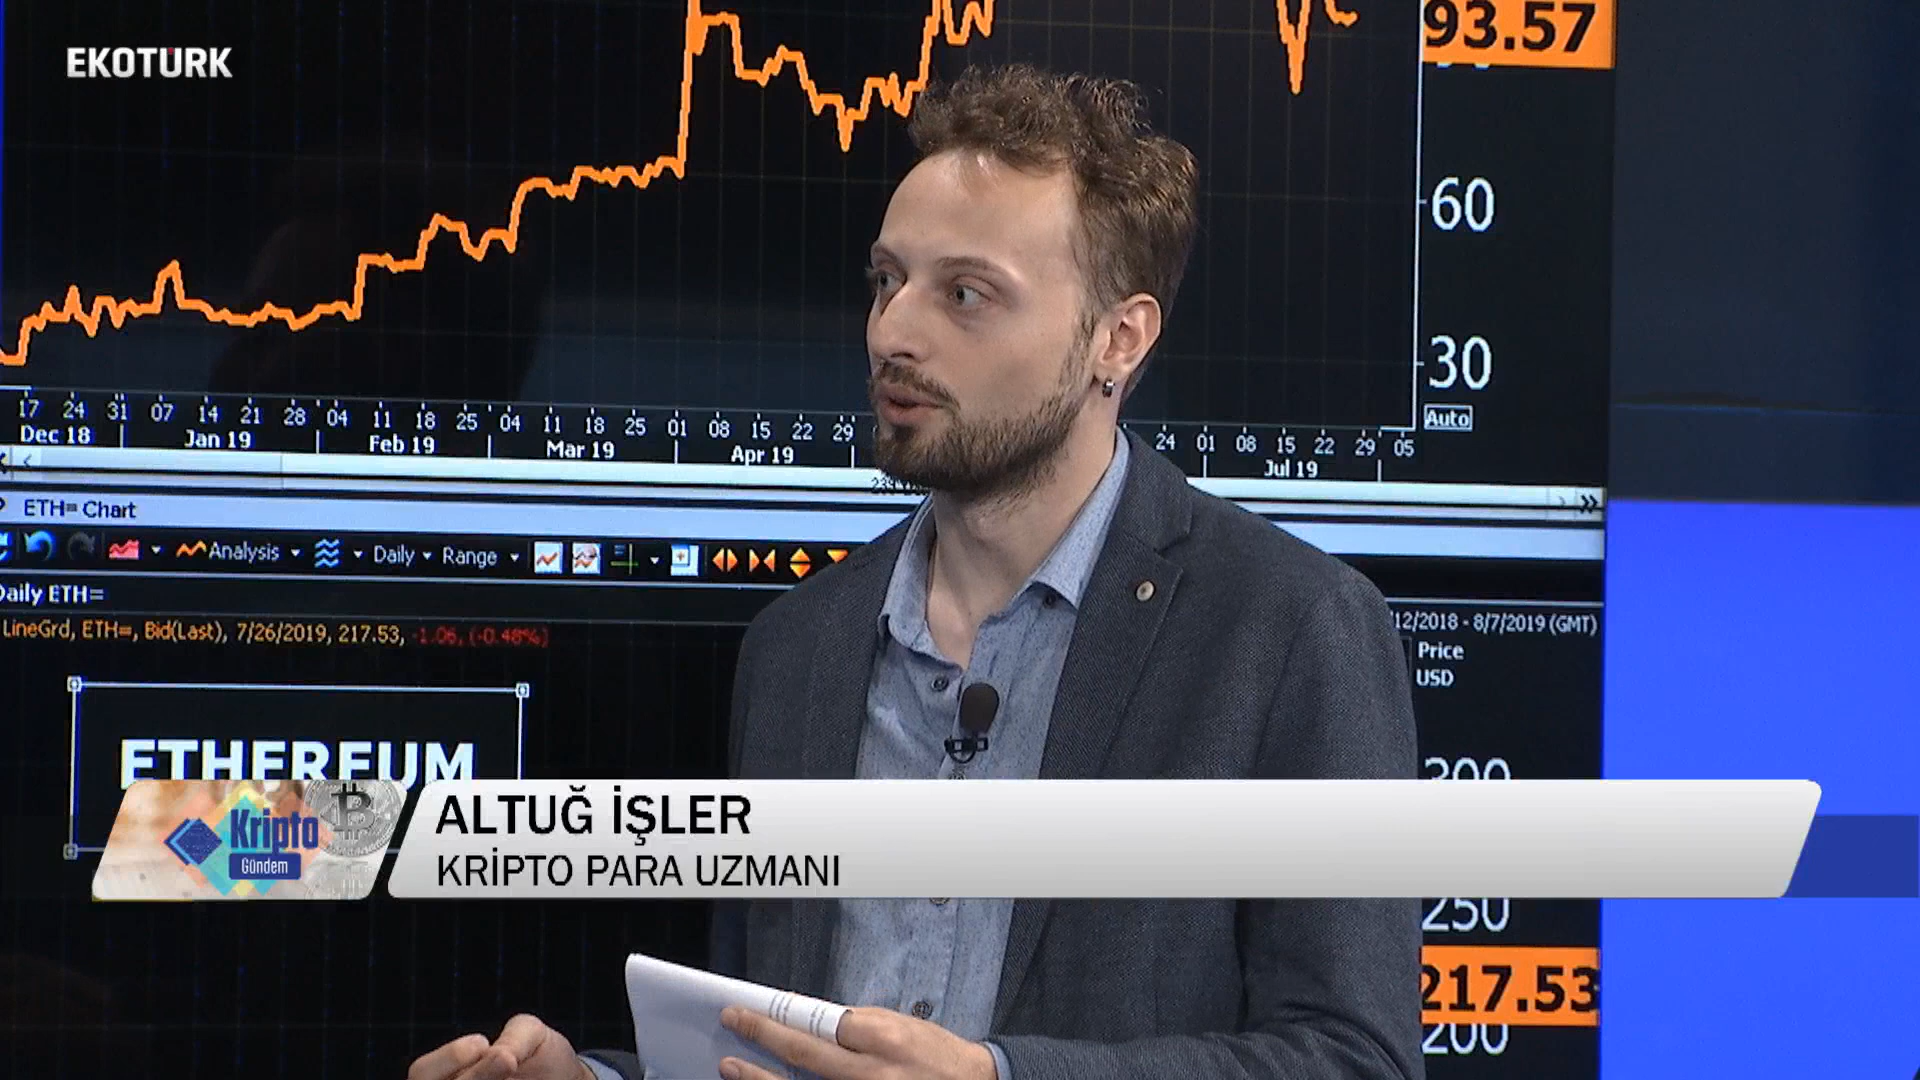 EKOTÜRK
93.57
60
30
Auto
17 24 31 07 14 21 28 04 11 18 25 04 11 18 25 01 08 15 22 29 24 01 08 15 22 29 05
Dec 18 Jan 19 Feb 19 Mar 19 Apr 19 Jul 19
ETH= Chart
Analysis Daily Range
Daily ETH=
LineGrd, ETH=, Bid(Last), 7/26/2019, 217.53, -1.06, (-0.48%)
12/2018 - 8/7/2019 (GMT)
Price
USD
ETHEREUM
300
Kripto
Gündem
ALTUĞ İŞLER
KRİPTO PARA UZMANI
250
217.53
200